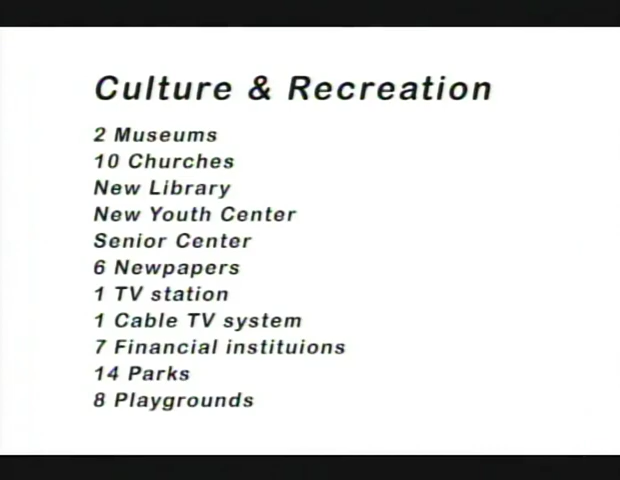 Culture & Recreation
2 Museums
10 Churches
New Library
New Youth Center
Senior Center
6 Newpapers
1 TV station
1 Cable TV system
7 Financial instituions
14 Parks
8 Playgrounds